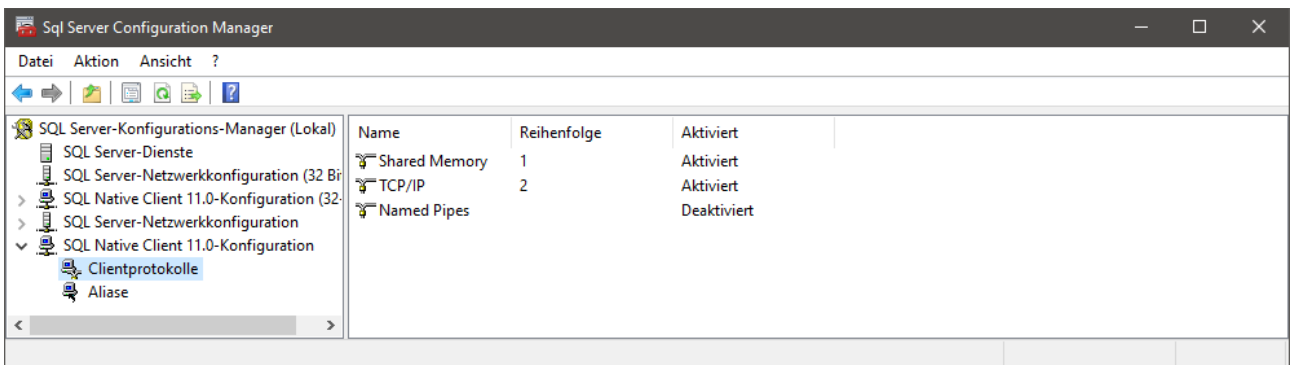 Sql Server Configuration Manager
Datei Aktion Ansicht ?
SQL Server-Konfigurations-Manager (Lokal)
SQL Server-Dienste
SQL Server-Netzwerkkonfiguration (32 Bi
SQL Native Client 11.0-Konfiguration (32-
SQL Server-Netzwerkkonfiguration
SQL Native Client 11.0-Konfiguration
Clientprotokolle
Aliase
Name Reihenfolge Aktiviert
Shared Memory 1 Aktiviert
TCP/IP 2 Aktiviert
Named Pipes Deaktiviert